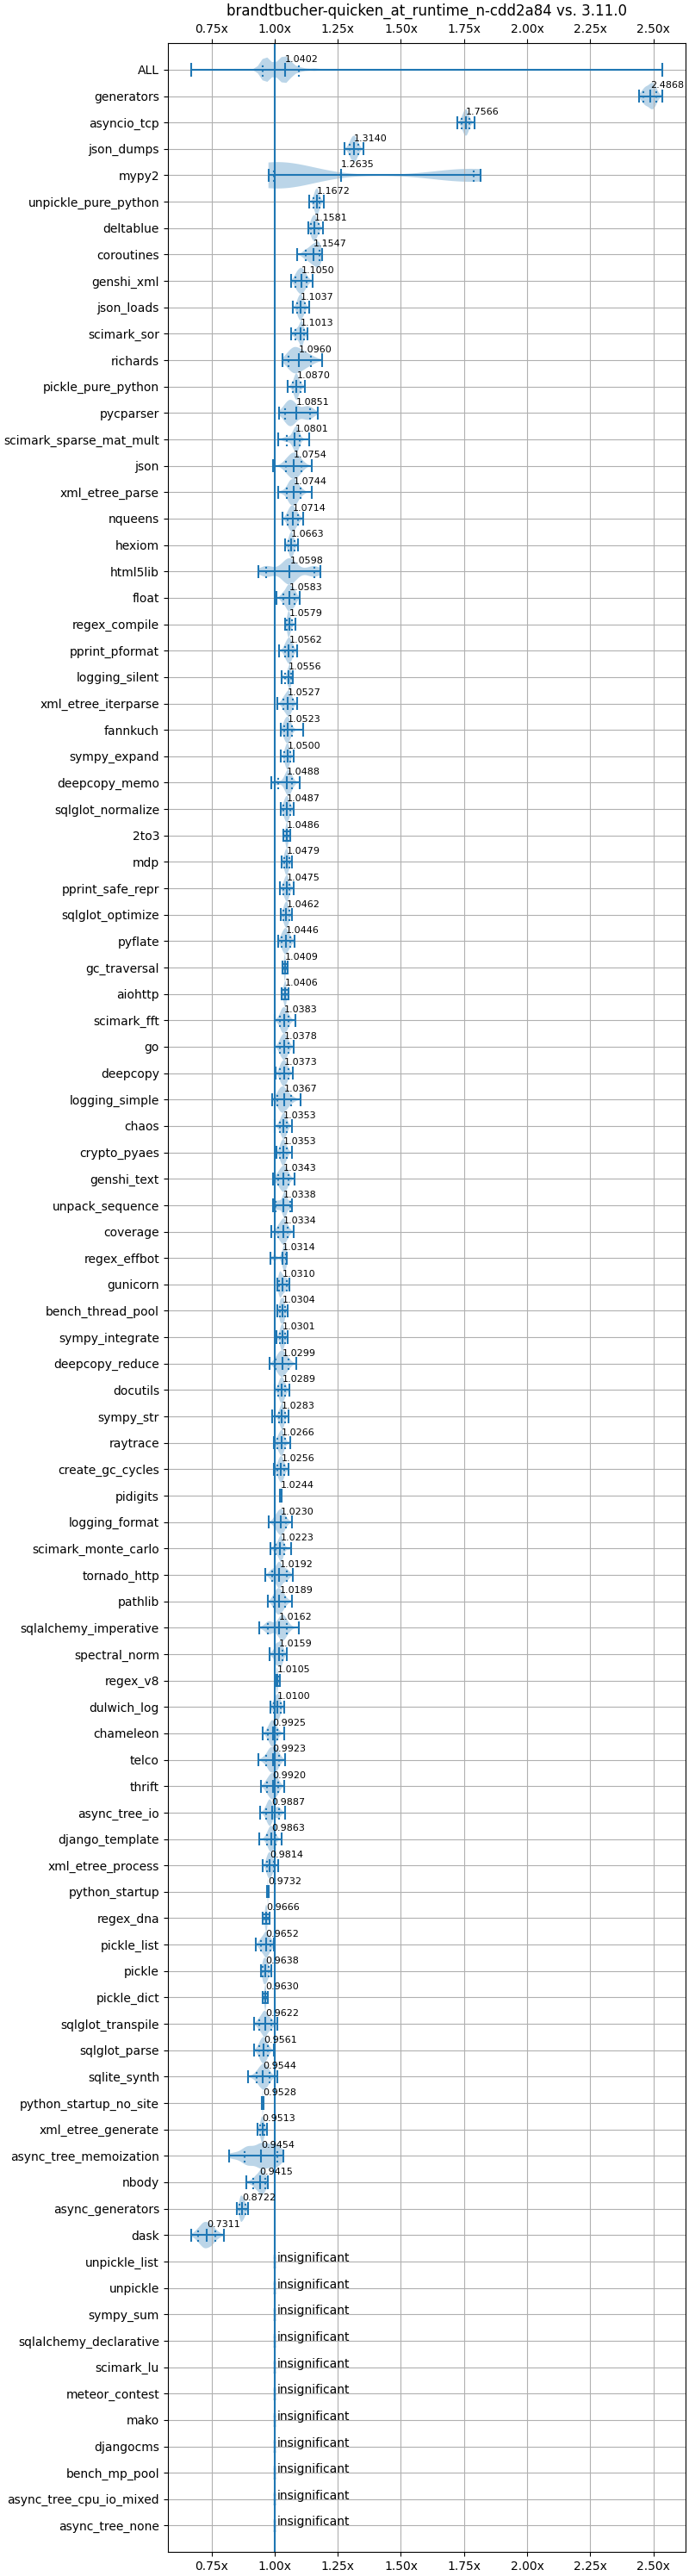 brandtbucher-quicken_at_runtime_n-cdd2a84 vs. 3.11.0
0.75x 1.00x 1.25x 1.50x 1.75x 2.00x 2.25x 2.50x
ALL 1.0402
generators 2.4868
asyncio_tcp 1.7566
json_dumps 1.3140
mypy2 1.2635
unpickle_pure_python 1.1672
deltablue 1.1581
coroutines 1.1547
genshi_xml 1.1050
json_loads 1.1037
scimark_sor 1.1013
richards 1.0960
pickle_pure_python 1.0870
pycparser 1.0851
scimark_sparse_mat_mult 1.0801
json 1.0754
xml_etree_parse 1.0744
nqueens 1.0714
hexiom 1.0663
html5lib 1.0598
float 1.0583
regex_compile 1.0579
pprint_pformat 1.0562
logging_silent 1.0556
xml_etree_iterparse 1.0527
fannkuch 1.0523
sympy_expand 1.0500
deepcopy_memo 1.0488
sqlglot_normalize 1.0487
2to3 1.0486
mdp 1.0479
pprint_safe_repr 1.0475
sqlglot_optimize 1.0462
pyflate 1.0446
gc_traversal 1.0409
aiohttp 1.0406
scimark_fft 1.0383
go 1.0378
deepcopy 1.0373
logging_simple 1.0367
chaos 1.0353
crypto_pyaes 1.0353
genshi_text 1.0343
unpack_sequence 1.0338
coverage 1.0334
regex_effbot 1.0314
gunicorn 1.0310
bench_thread_pool 1.0304
sympy_integrate 1.0301
deepcopy_reduce 1.0299
docutils 1.0289
sympy_str 1.0283
raytrace 1.0266
create_gc_cycles 1.0256
pidigits 1.0244
logging_format 1.0230
scimark_monte_carlo 1.0223
tornado_http 1.0192
pathlib 1.0189
sqlalchemy_imperative 1.0162
spectral_norm 1.0159
regex_v8 1.0105
dulwich_log 1.0100
chameleon 0.9925
telco 0.9923
thrift 0.9920
async_tree_io 0.9887
django_template 0.9863
xml_etree_process 0.9814
python_startup 0.9732
regex_dna 0.9666
pickle_list 0.9652
pickle 0.9638
pickle_dict 0.9630
sqlglot_transpile 0.9622
sqlglot_parse 0.9561
sqlite_synth 0.9544
python_startup_no_site 0.9528
xml_etree_generate 0.9513
async_tree_memoization 0.9454
nbody 0.9415
async_generators 0.8722
dask 0.7311
unpickle_list insignificant
unpickle insignificant
sympy_sum insignificant
sqlalchemy_declarative insignificant
scimark_lu insignificant
meteor_contest insignificant
mako insignificant
djangocms insignificant
bench_mp_pool insignificant
async_tree_cpu_io_mixed insignificant
async_tree_none insignificant
0.75x 1.00x 1.25x 1.50x 1.75x 2.00x 2.25x 2.50x